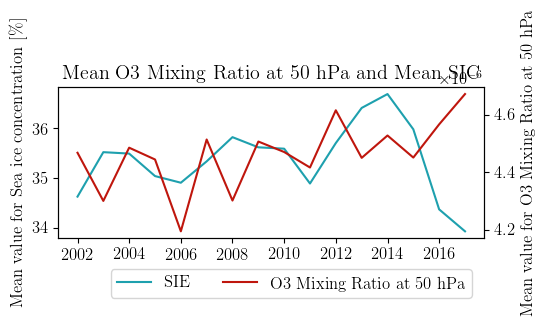 Mean O3 Mixing Ratio at 50 hPa and Mean SIC
×10⁻⁶
Mean value for Sea ice concentration [%]
36
35
34
4.6
4.4
4.2
Mean value for O3 Mixing Ratio at 50 hPa
2002 2004 2006 2008 2010 2012 2014 2016
SIE O3 Mixing Ratio at 50 hPa